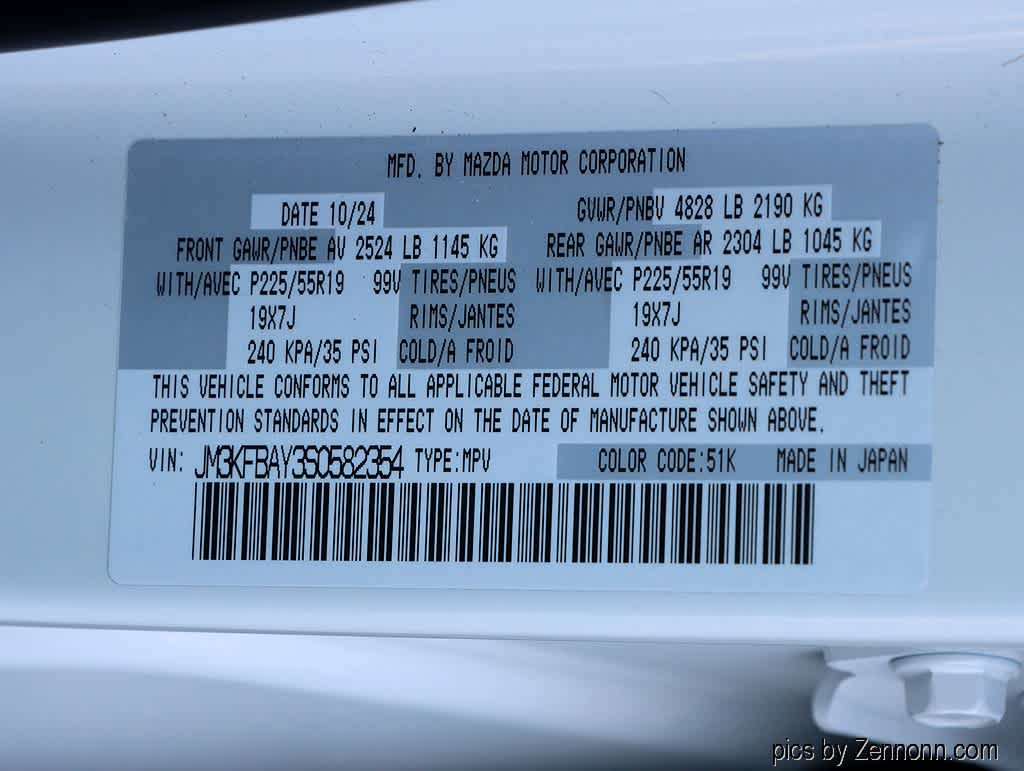 MFD. BY MAZDA MOTOR CORPORATION
DATE 10/24 GVWR/PNBV 4828 LB 2190 KG
FRONT GAWR/PNBE AV 2524 LB 1145 KG REAR GAWR/PNBE AR 2304 LB 1045 KG
WITH/AVEC P225/55R19 99V TIRES/PNEUS WITH/AVEC P225/55R19 99V TIRES/PNEUS
19X7J RIMS/JANTES 19X7J RIMS/JANTES
240 KPA/35 PSI COLD/A FROID 240 KPA/35 PSI COLD/A FROID
THIS VEHICLE CONFORMS TO ALL APPLICABLE FEDERAL MOTOR VEHICLE SAFETY AND THEFT
PREVENTION STANDARDS IN EFFECT ON THE DATE OF MANUFACTURE SHOWN ABOVE.
VIN: JM3KFBAY3S0582354 TYPE:MPV COLOR CODE:51K MADE IN JAPAN
pics by Zennonn.com